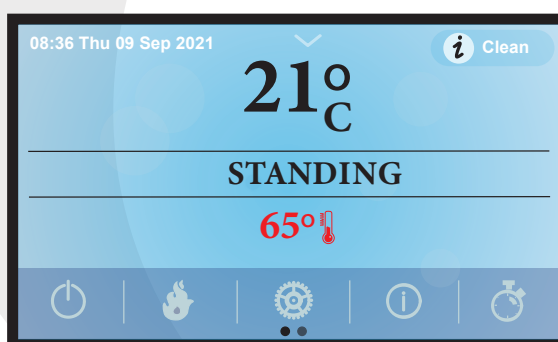 08:36 Thu 09 Sep 2021
i Clean
21°C
STANDING
65°
i